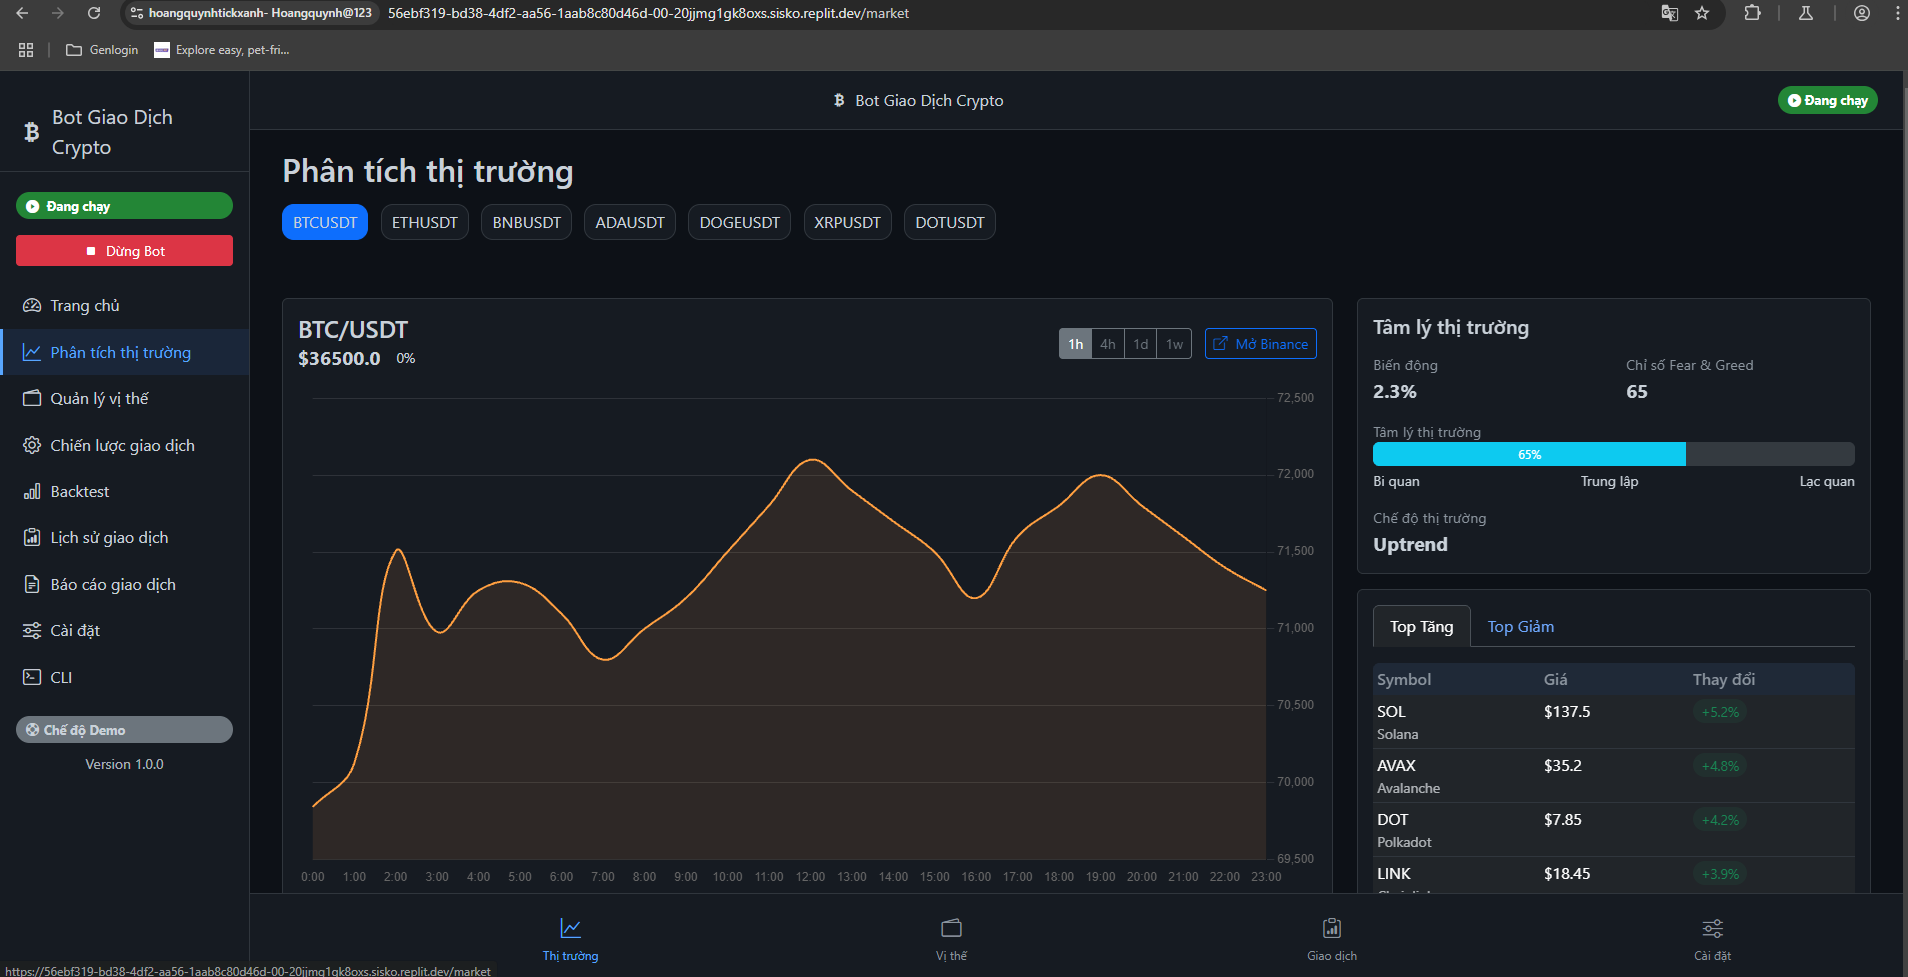 hoangquynhtickxanh- Hoangquynh@123
56ebf319-bd38-4df2-aa56-1aab8c80d46d-00-20jjmg1gk8oxs.sisko.replit.dev/market
Genlogin
Explore easy, pet-fri...
Bot Giao Dịch
Crypto
Đang chạy
Dừng Bot
Trang chủ
Phân tích thị trường
Quản lý vị thế
Chiến lược giao dịch
Backtest
Lịch sử giao dịch
Báo cáo giao dịch
Cài đặt
CLI
Chế độ Demo
Version 1.0.0
Bot Giao Dịch Crypto
Đang chạy
Phân tích thị trường
BTCUSDT ETHUSDT BNBUSDT ADAUSDT DOGEUSDT XRPUSDT DOTUSDT
BTC/USDT
$36500.0 0%
1h 4h 1d 1w Mở Binance
72,500
72,000
71,500
71,000
70,500
70,000
69,500
0:00 1:00 2:00 3:00 4:00 5:00 6:00 7:00 8:00 9:00 10:00 11:00 12:00 13:00 14:00 15:00 16:00 17:00 18:00 19:00 20:00 21:00 22:00 23:00
Tâm lý thị trường
Biến động Chỉ số Fear & Greed
2.3% 65
Tâm lý thị trường
65%
Bi quan Trung lập Lạc quan
Chế độ thị trường
Uptrend
Top Tăng Top Giảm
Symbol Giá Thay đổi
SOL $137.5 +5.2%
Solana
AVAX $35.2 +4.8%
Avalanche
DOT $7.85 +4.2%
Polkadot
LINK $18.45 +3.9%
Thị trường Vị thế Giao dịch Cài đặt
https://56ebf319-bd38-4df2-aa56-1aab8c80d46d-00-20jjmg1gk8oxs.sisko.replit.dev/market